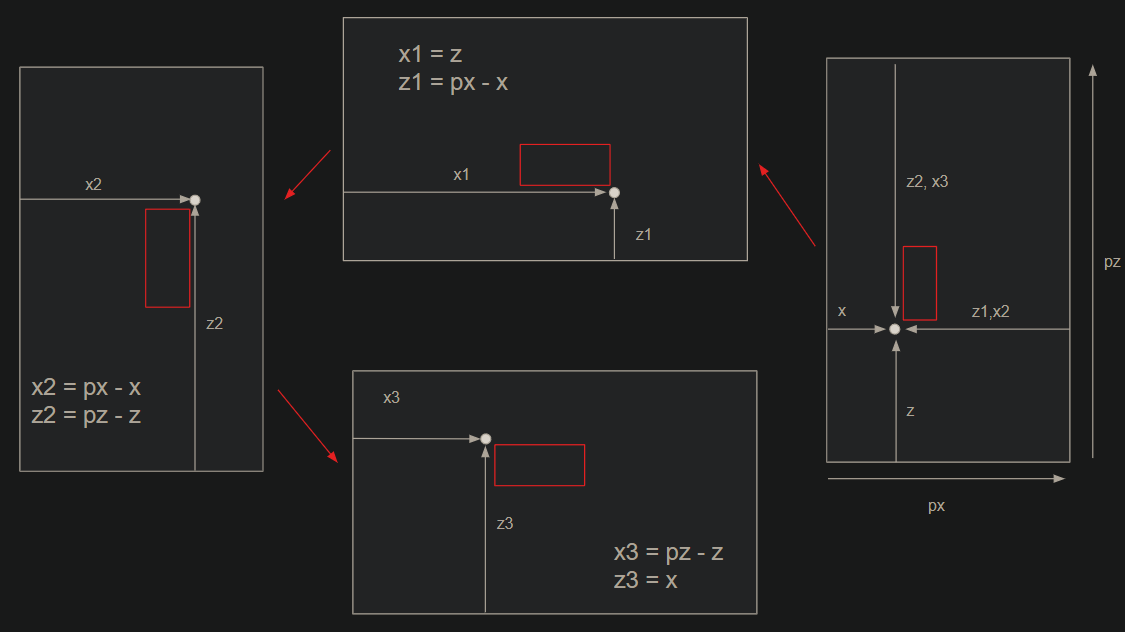 x1 = z
z1 = px - x
x1
z1
x2
z2
x2 = px - x
z2 = pz - z
x3
z3
x3 = pz - z
z3 = x
z2, x3
x
z1,x2
z
pz
px